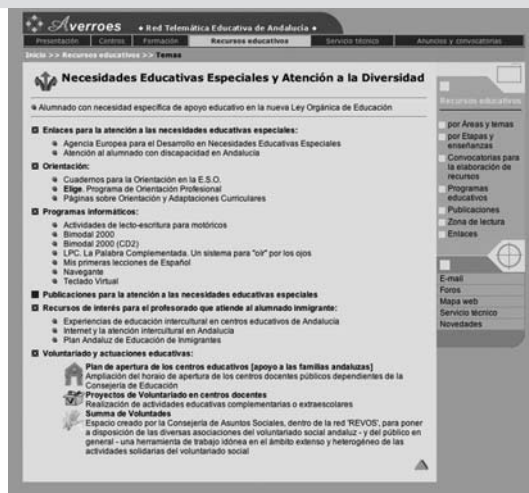 Averroes • Red Telemática Educativa de Andalucía •
Presentación Centros Formación Recursos educativos Servicio técnico Anuncios y convocatorias
Inicio >> Recursos educativos >> Temas
Necesidades Educativas Especiales y Atención a la Diversidad
Alumnado con necesidad específica de apoyo educativo en la nueva Ley Orgánica de Educación
Enlaces para la atención a las necesidades educativas especiales:
Agencia Europea para el Desarrollo en Necesidades Educativas Especiales
Atención al alumnado con discapacidad en Andalucía
Orientación:
Cuadernos para la Orientación en la E.S.O.
Elige. Programa de Orientación Profesional
Páginas sobre Orientación y Adaptaciones Curriculares
Programas informáticos:
Actividades de lecto-escritura para motóricos
Bimodal 2000
Bimodal 2000 (CD2)
LPC. La Palabra Complementada. Un sistema para "oír" por los ojos
Mis primeras lecciones de Español
Navegante
Teclado Virtual
Publicaciones para la atención a las necesidades educativas especiales
Recursos de interés para el profesorado que atiende al alumnado inmigrante:
Experiencias de educación intercultural en centros educativos de Andalucía
Internet y la atención intercultural en Andalucía
Plan Andaluz de Educación de Inmigrantes
Voluntariado y actuaciones educativas:
Plan de apertura de los centros educativos [apoyo a las familias andaluzas]
Ampliación del horaio de apertura de los centros docentes públicos dependientes de la
Consejería de Educación
Proyectos de Voluntariado en centros docentes
Realización de actividades educativas complementarias o extraescolares
Summa de Voluntades
Espacio creado por la Consejería de Asuntos Sociales, dentro de la red 'REVOS', para poner
a disposición de las diversas asociaciones del voluntariado social andaluz - y del público en
general - una herramienta de trabajo idónea en el ámbito extenso y heterogéneo de las
actividades solidarias del voluntariado social
Recursos educativos
por Áreas y temas
por Etapas y
enseñanzas
Convocatorias para
la elaboración de
recursos
Programas
educativos
Publicaciones
Zona de lectura
Enlaces
E-mail
Foros
Mapa web
Servicio técnico
Novedades